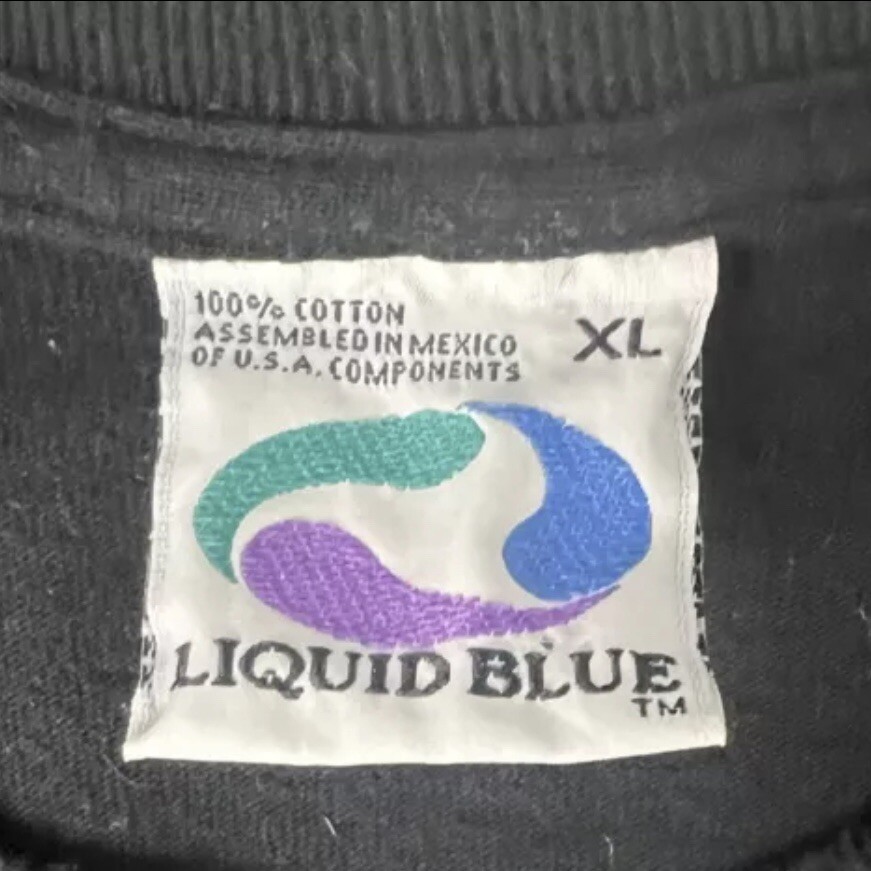 100% COTTON
ASSEMBLED IN MEXICO
OF U.S.A. COMPONENTS
XL
LIQUID BLUE
TM